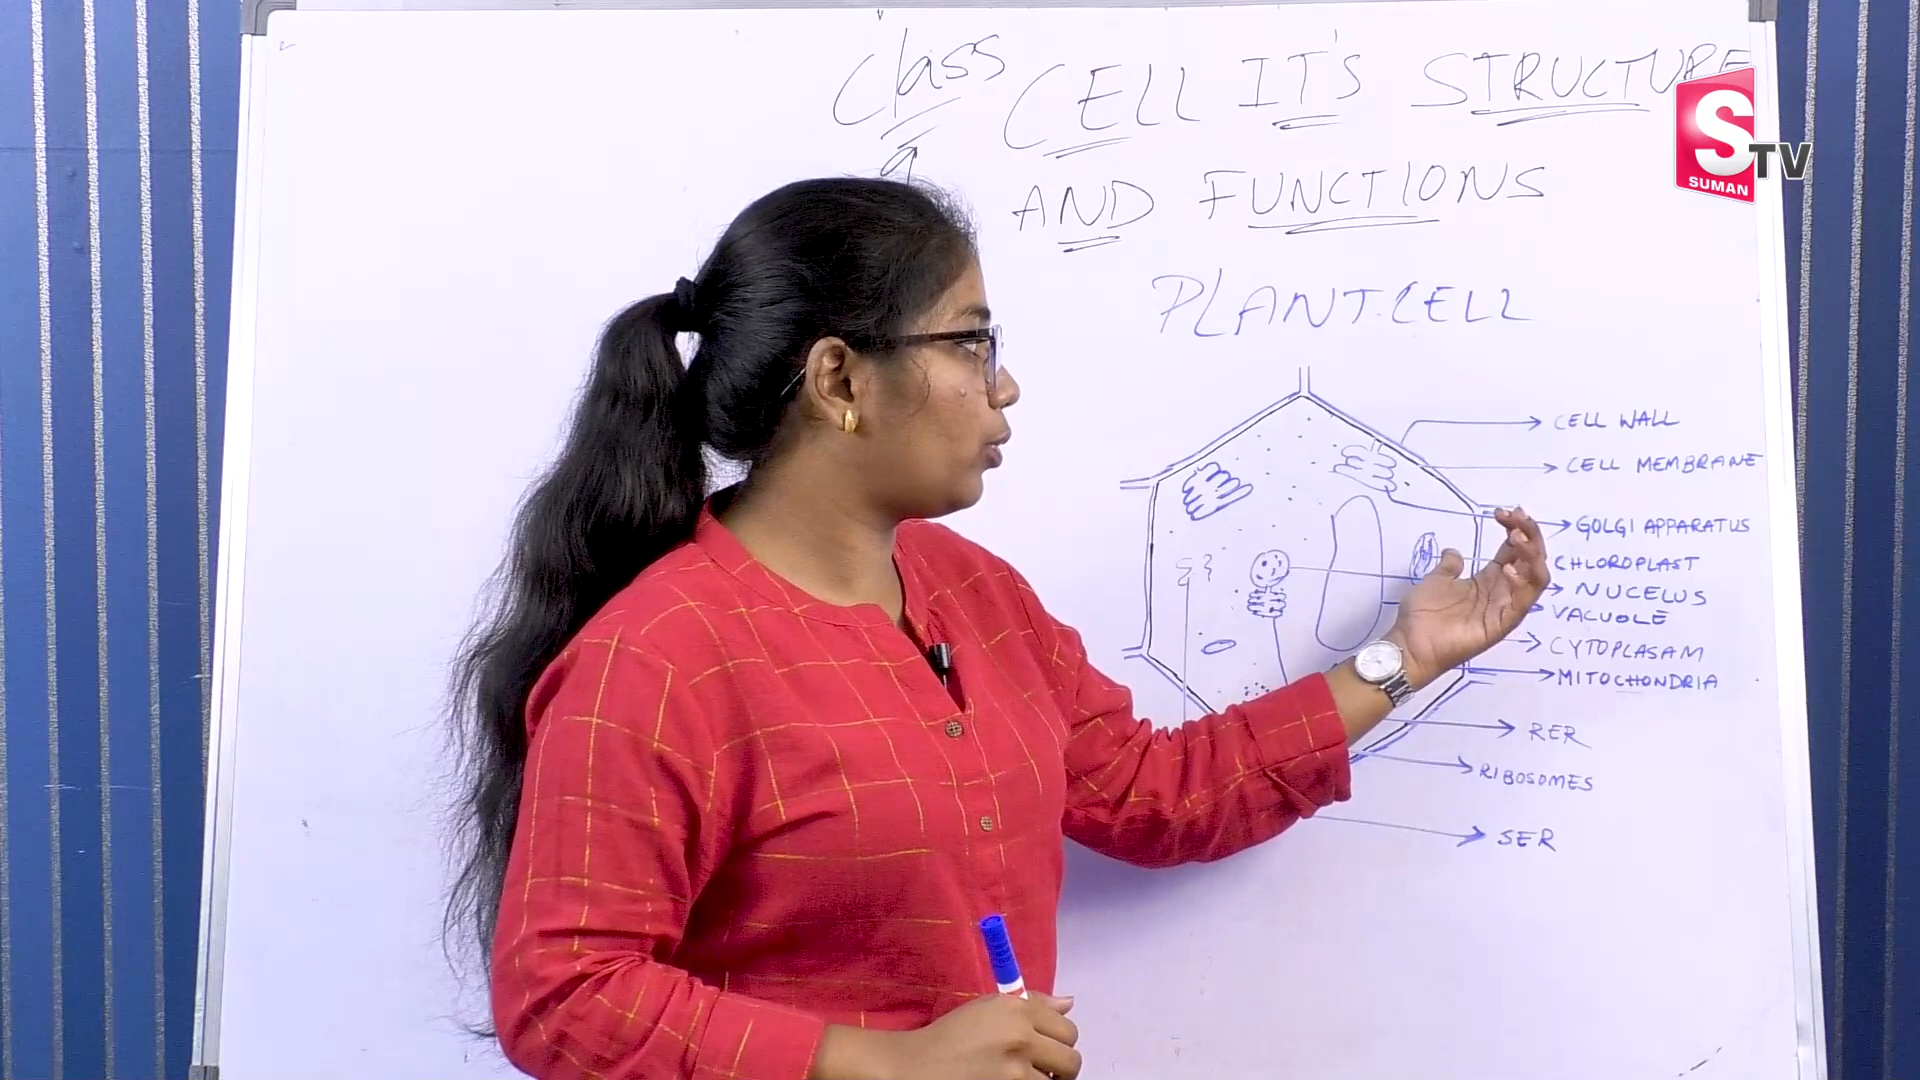 Class CELL IT'S STRUCTURE
9
AND FUNCTIONS
PLANT CELL
CELL WALL
CELL MEMBRANE
GOLGI APPARATUS
CHLOROPLAST
NUCELUS
VACUOLE
CYTOPLASAM
MITOCHONDRIA
RER
RIBOSOMES
SER
S TV
SUMAN